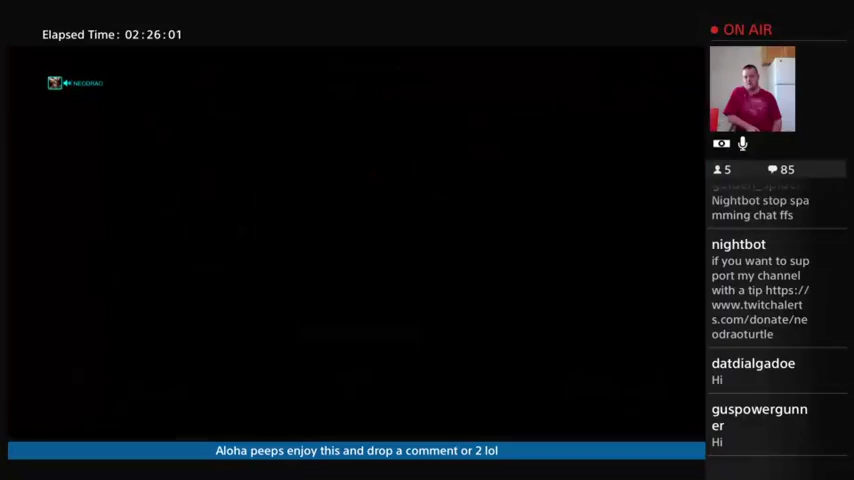 Elapsed Time: 02:26:01
ON AIR
NEODRAO
5 85
Nightbot stop spa
mming chat ffs
nightbot
if you want to sup
port my channel
with a tip https://
www.twitchalert
s.com/donate/ne
odraoturtle
datdialgadoe
Hi
guspowergunn
er
Hi
Aloha peeps enjoy this and drop a comment or 2 lol